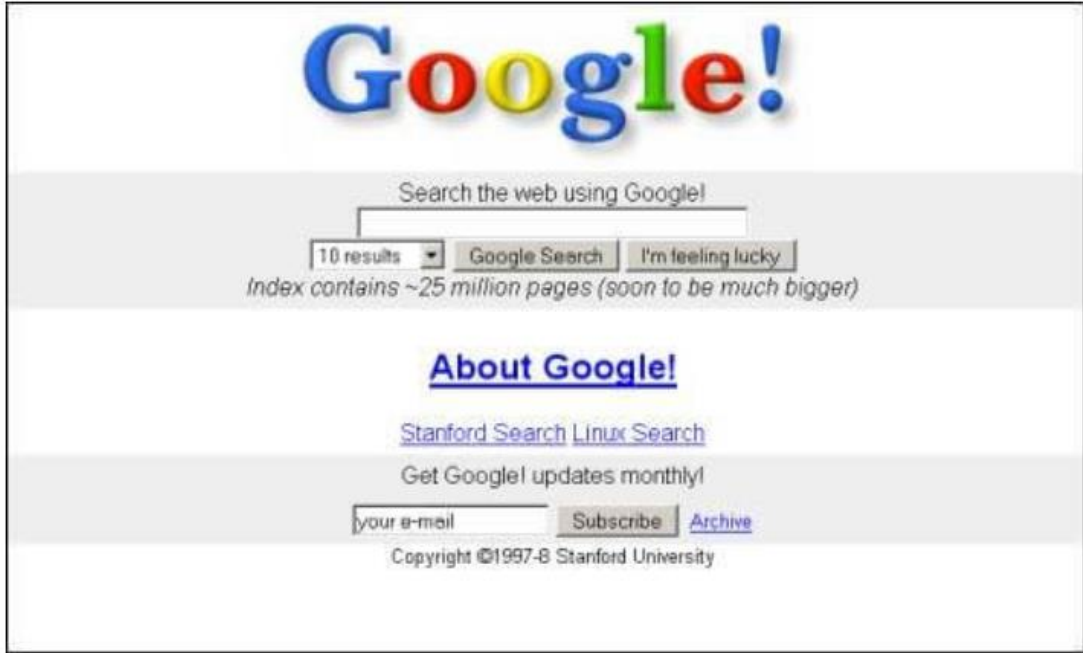 Google!
Search the web using Google!
10 results Google Search I'm feeling lucky
Index contains ~25 million pages (soon to be much bigger)
About Google!
Stanford Search Linux Search
Get Google! updates monthly!
your e-mail Subscribe Archive
Copyright ©1997-8 Stanford University